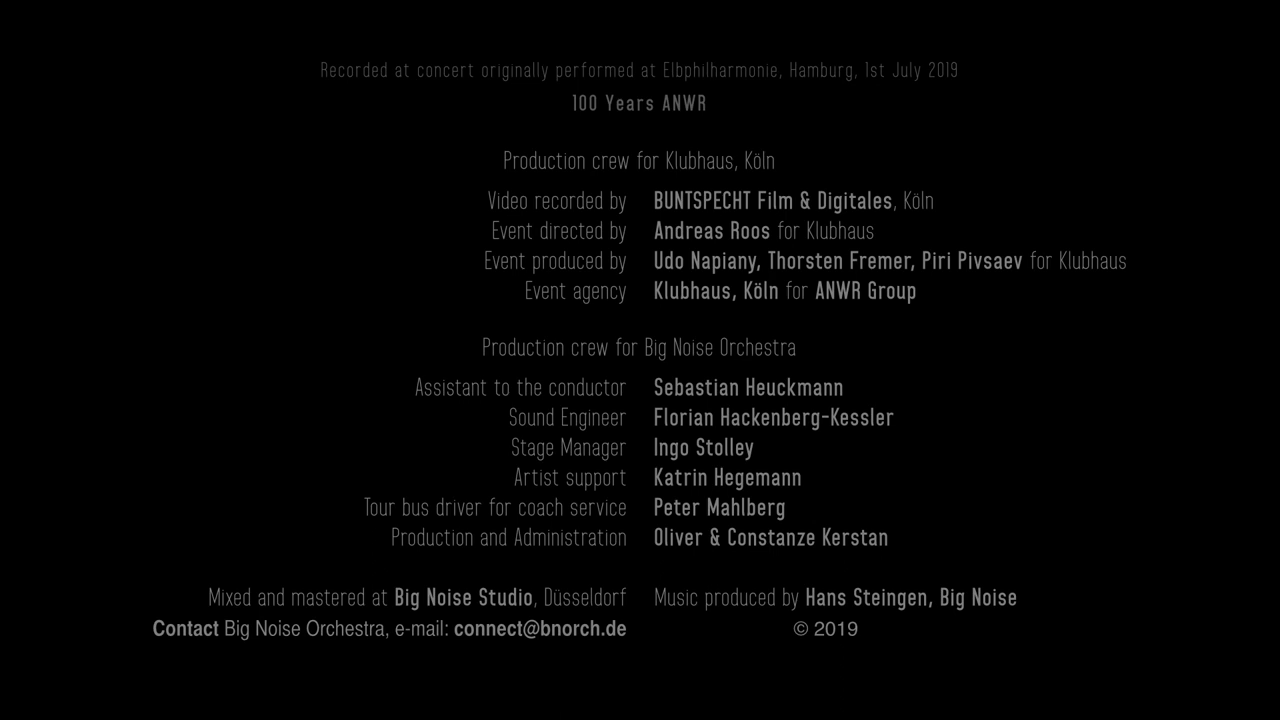 Recorded at concert originally performed at Elbphilharmonie, Hamburg, 1st July 2019
100 Years ANWR
Production crew for Klubhaus, Köln
Video recorded by BUNTSPECHT Film & Digitales, Köln
Event directed by Andreas Roos for Klubhaus
Event produced by Udo Napiany, Thorsten Fremer, Piri Pivsaev for Klubhaus
Event agency Klubhaus, Köln for ANWR Group
Production crew for Big Noise Orchestra
Assistant to the conductor Sebastian Heuckmann
Sound Engineer Florian Hackenberg-Kessler
Stage Manager Ingo Stolley
Artist support Katrin Hegemann
Tour bus driver for coach service Peter Mahlberg
Production and Administration Oliver & Constanze Kerstan
Mixed and mastered at Big Noise Studio, Düsseldorf Music produced by Hans Steingen, Big Noise
Contact Big Noise Orchestra, e-mail: connect@bnorch.de © 2019